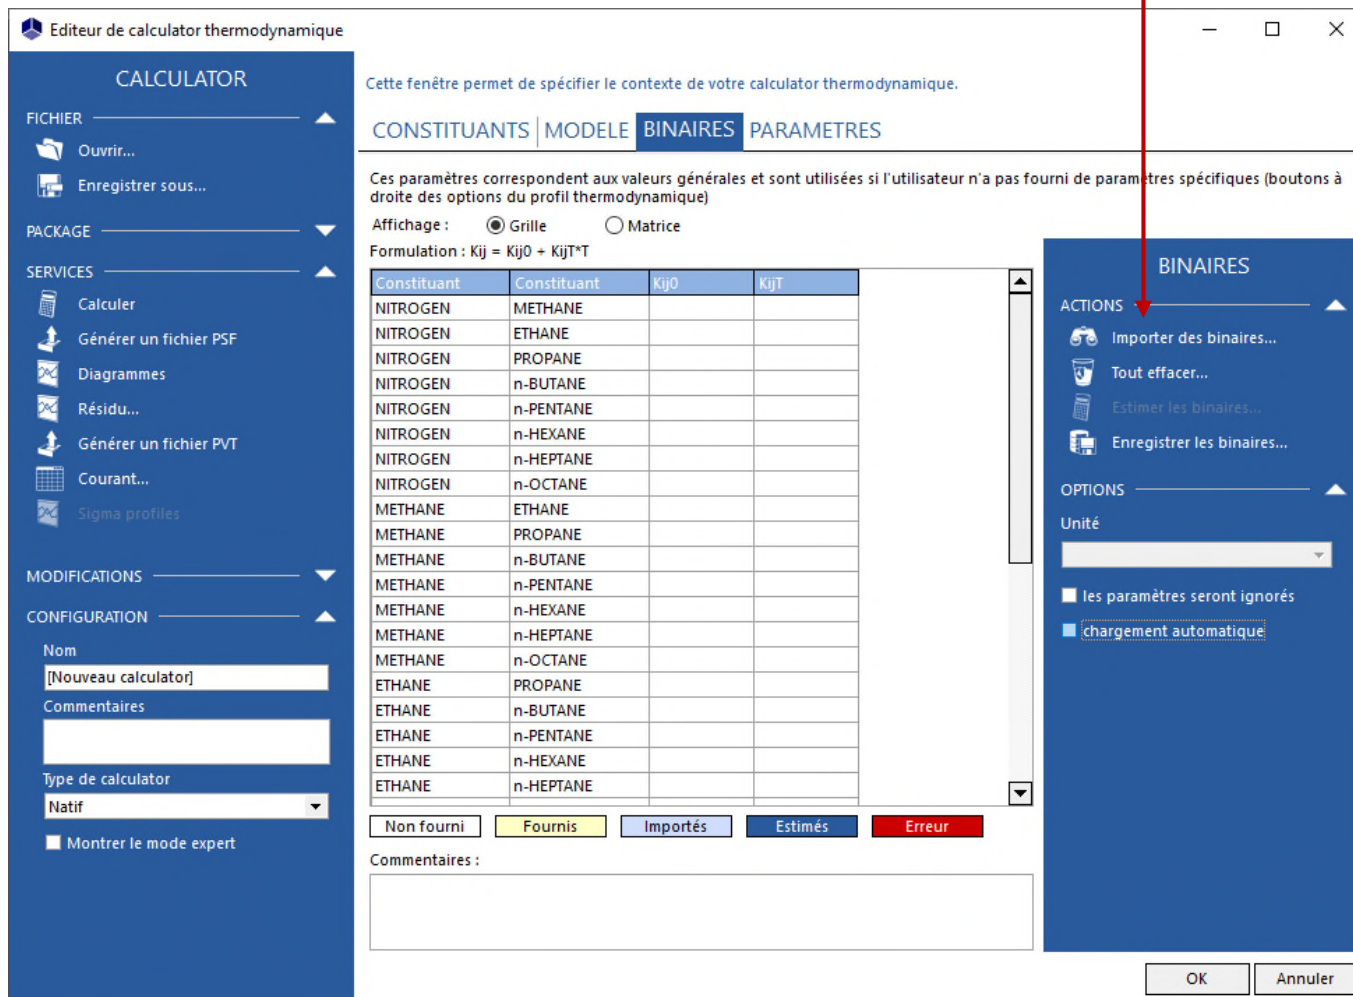 Editeur de calculator thermodynamique
CALCULATOR
FICHIER
Ouvrir...
Enregistrer sous...
PACKAGE
SERVICES
Calculer
Générer un fichier PSF
Diagrammes
Résidu...
Générer un fichier PVT
Courant...
Sigma profiles
MODIFICATIONS
CONFIGURATION
Nom
[Nouveau calculator]
Commentaires
Type de calculator
Natif
Montrer le mode expert
Cette fenêtre permet de spécifier le contexte de votre calculator thermodynamique.
CONSTITUANTS MODELE BINAIRES PARAMETRES
Ces paramètres correspondent aux valeurs générales et sont utilisées si l'utilisateur n'a pas fourni de paramètres spécifiques (boutons à
droite des options du profil thermodynamique)
Affichage : Grille Matrice
Formulation : Kij = Kij0 + KijT*T
Constituant Constituant Kij0 KijT
NITROGEN METHANE
NITROGEN ETHANE
NITROGEN PROPANE
NITROGEN n-BUTANE
NITROGEN n-PENTANE
NITROGEN n-HEXANE
NITROGEN n-HEPTANE
NITROGEN n-OCTANE
METHANE ETHANE
METHANE PROPANE
METHANE n-BUTANE
METHANE n-PENTANE
METHANE n-HEXANE
METHANE n-HEPTANE
METHANE n-OCTANE
ETHANE PROPANE
ETHANE n-BUTANE
ETHANE n-PENTANE
ETHANE n-HEXANE
ETHANE n-HEPTANE
Non fourni Fournis Importés Estimés Erreur
Commentaires :
BINAIRES
ACTIONS
Importer des binaires...
Tout effacer...
Estimer les binaires...
Enregistrer les binaires...
OPTIONS
Unité
les paramètres seront ignorés
chargement automatique
OK Annuler